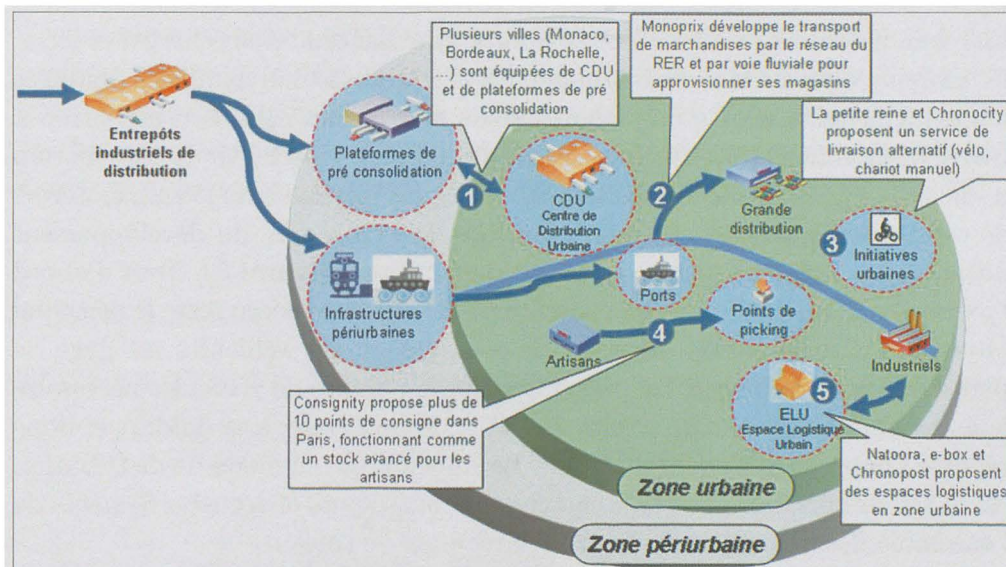 Plusieurs villes (Monaco,
Bordeaux, La Rochelle,
...) sont équipées de CDU
et de plateformes de pré
consolidation
Monoprix développe le transport
de marchandises par le réseau du
RER et par voie fluviale pour
approvisionner ses magasins
La petite reine et Chronocity
proposent un service de
livraison alternatif (vélo,
chariot manuel)
Entrepôts
industriels de
distribution
Plateformes de
pré consolidation
1
CDU
Centre de
Distribution
Urbaine
2
Grande
distribution
3
Initiatives
urbaines
Infrastructures
périurbaines
Ports
Points de
picking
Artisans
4
Industriels
5
ELU
Espace Logistique
Urbain
Consignity propose plus de
10 points de consigne dans
Paris, fonctionnant comme
un stock avancé pour les
artisans
Natoora, e-box et
Chronopost proposent
des espaces logistiques
en zone urbaine
Zone urbaine
Zone périurbaine